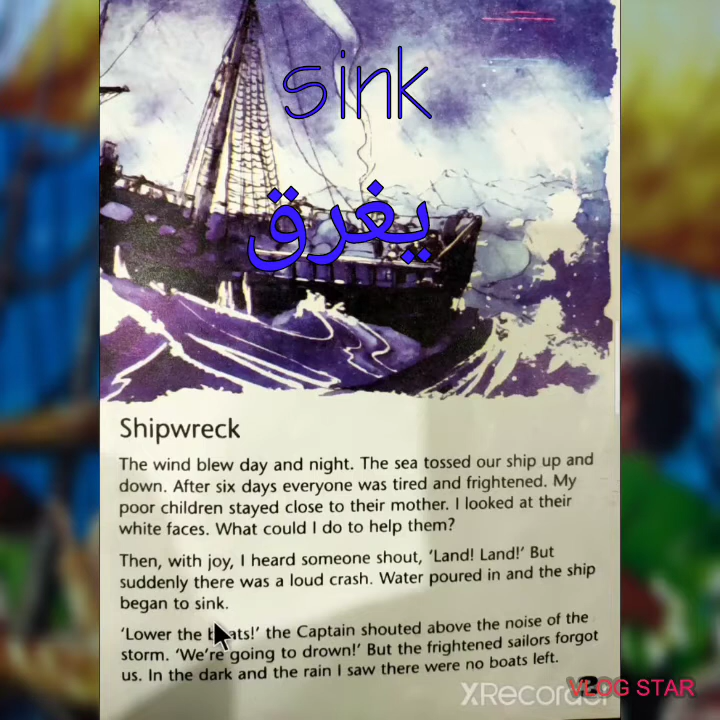 sink
يغرق
Shipwreck
The wind blew day and night. The sea tossed our ship up and
down. After six days everyone was tired and frightened. My
poor children stayed close to their mother. I looked at their
white faces. What could I do to help them?
Then, with joy, I heard someone shout, ‘Land! Land!’ But
suddenly there was a loud crash. Water poured in and the ship
began to sink.
‘Lower the boats!’ the Captain shouted above the noise of the
storm. ‘We’re going to drown!’ But the frightened sailors forgot
us. In the dark and the rain I saw there were no boats left.
XRecorder
VLOG STAR